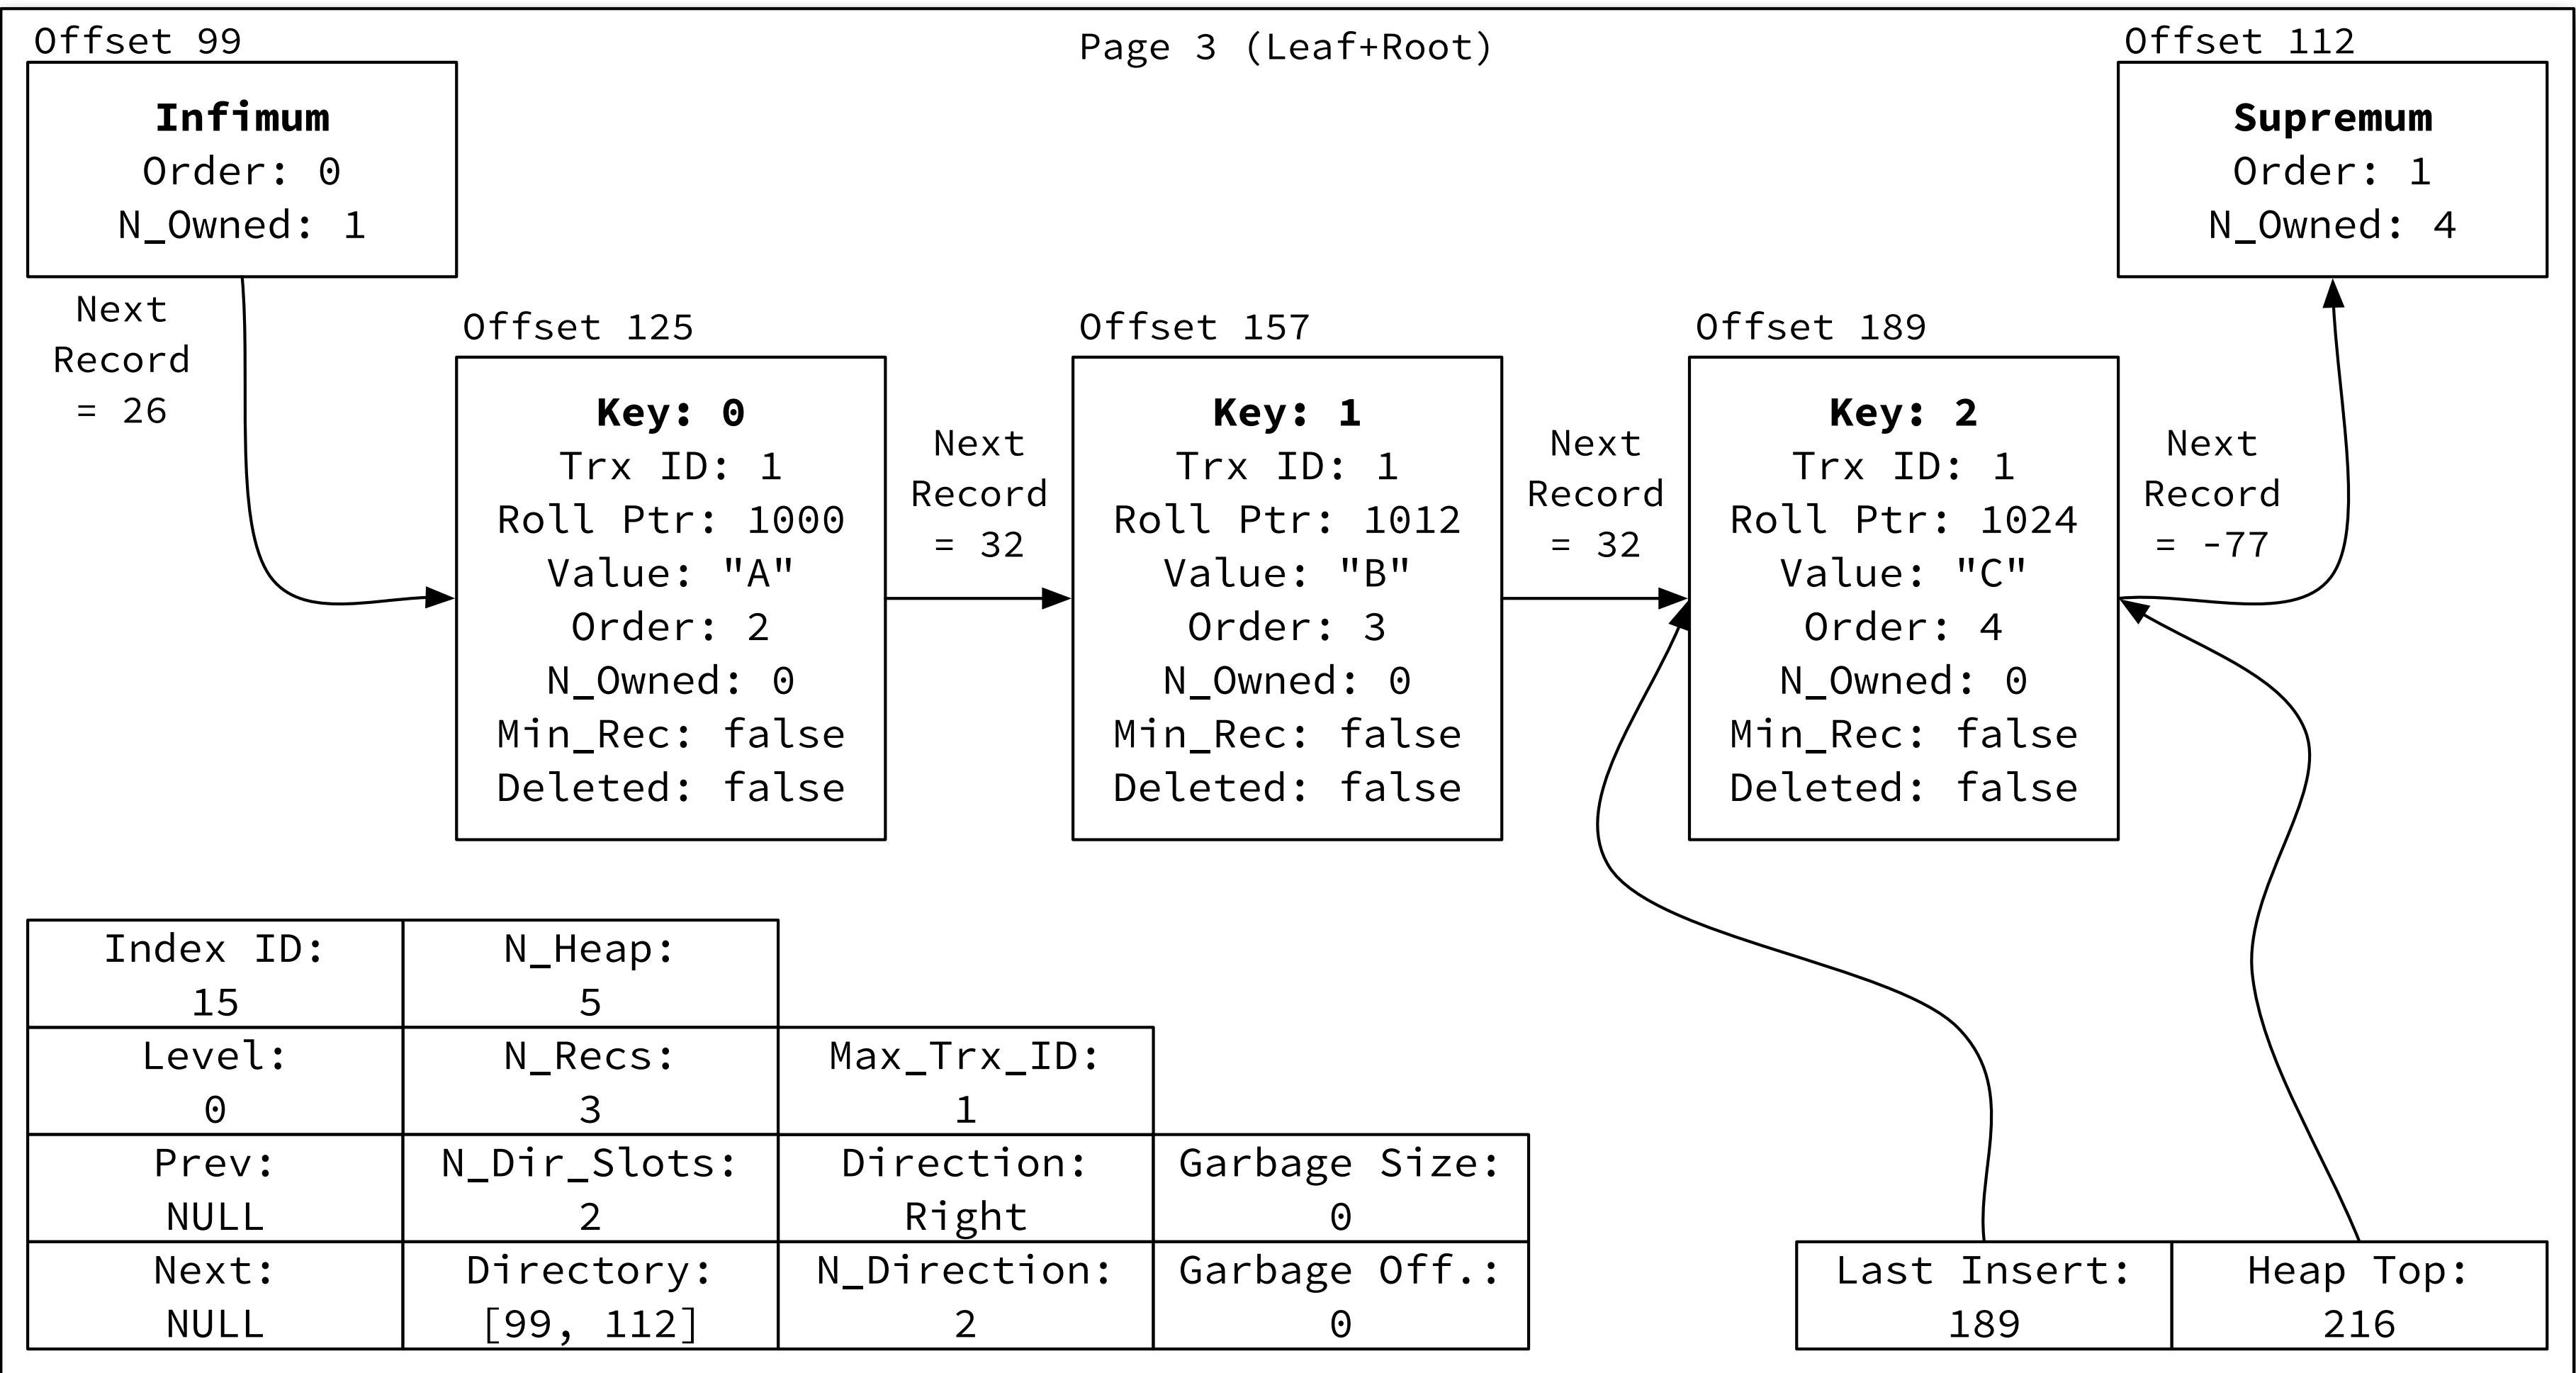 Page 3 (Leaf+Root)
Offset 99
Infimum
Order: 0
N_Owned: 1
Next
Record
= 26
Offset 125
Key: 0
Trx ID: 1
Roll Ptr: 1000
Value: "A"
Order: 2
N_Owned: 0
Min_Rec: false
Deleted: false
Next
Record
= 32
Offset 157
Key: 1
Trx ID: 1
Roll Ptr: 1012
Value: "B"
Order: 3
N_Owned: 0
Min_Rec: false
Deleted: false
Next
Record
= 32
Offset 189
Key: 2
Trx ID: 1
Roll Ptr: 1024
Value: "C"
Order: 4
N_Owned: 0
Min_Rec: false
Deleted: false
Next
Record
= -77
Offset 112
Supremum
Order: 1
N_Owned: 4
Index ID:
15
N_Heap:
5
Level:
0
N_Recs:
3
Max_Trx_ID:
1
Prev:
NULL
N_Dir_Slots:
2
Direction:
Right
Garbage Size:
0
Next:
NULL
Directory:
[99, 112]
N_Direction:
2
Garbage Off.:
0
Last Insert:
189
Heap Top:
216